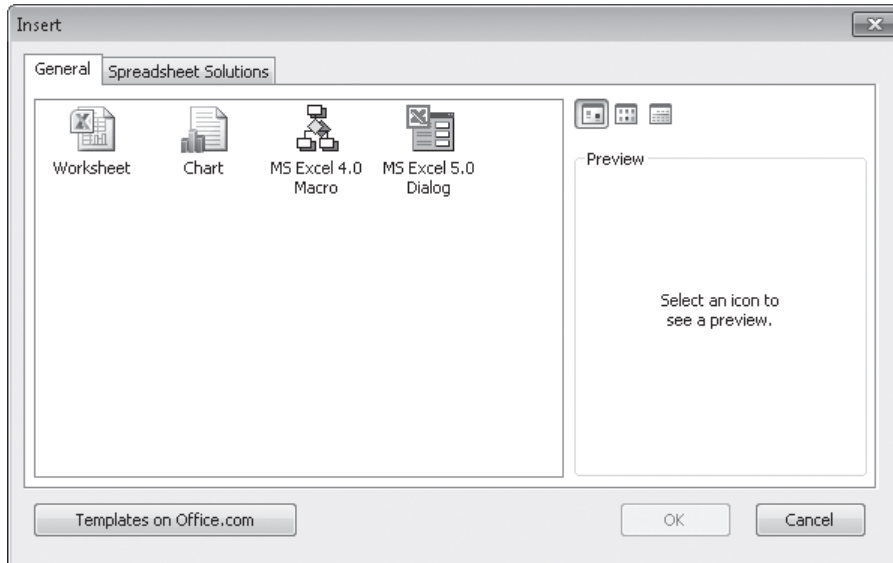 Insert
General
Spreadsheet Solutions
Worksheet
Chart
MS Excel 4.0
Macro
MS Excel 5.0
Dialog
Preview
Select an icon to
see a preview.
Templates on Office.com
OK
Cancel